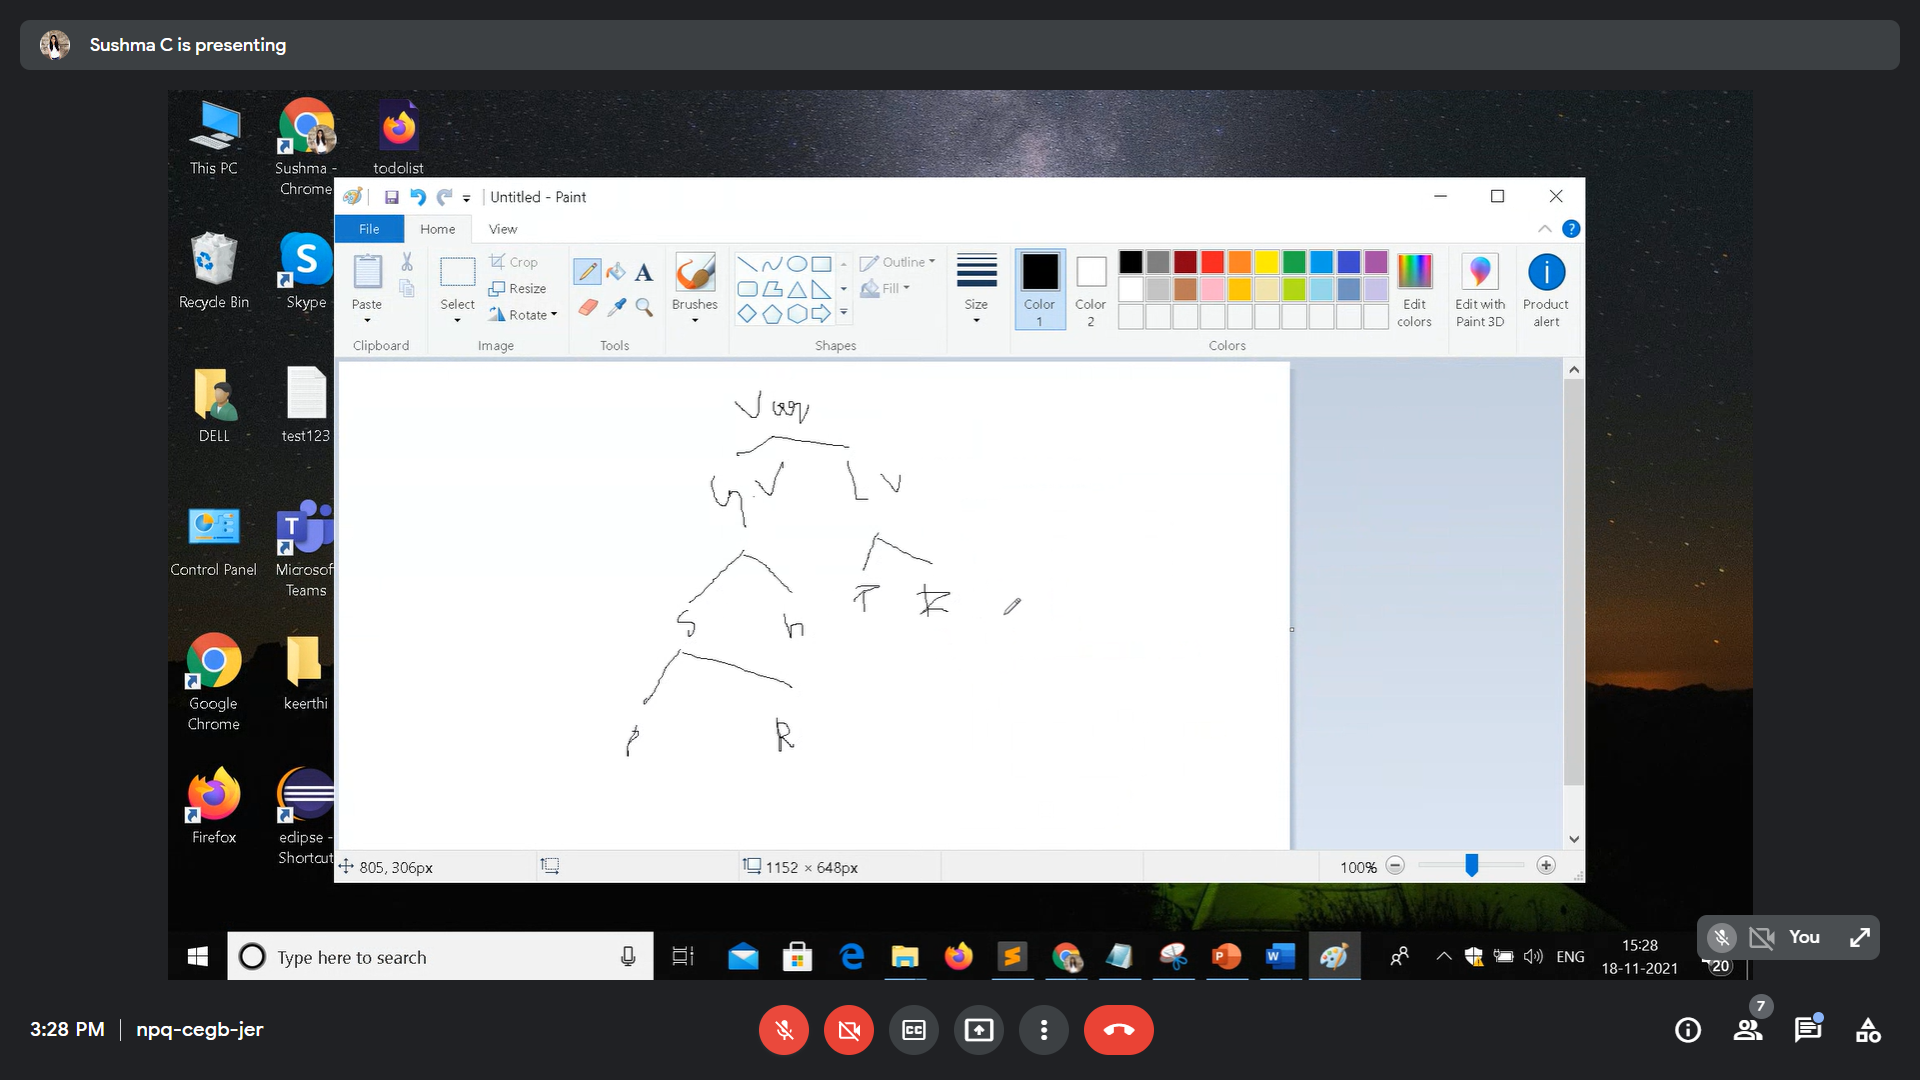 Sushma C is presenting
This PC
Sushma -
Chrome
todolist
Untitled - Paint
File
Home
View
Recycle Bin
Skype
Paste
Select
Crop
Resize
Rotate
A
Brushes
Outline
Fill
Size
Color
1
Color
2
Edit
colors
Edit with
Paint 3D
Product
alert
Clipboard
Image
Tools
Shapes
Colors
DELL
test123
V
V
L V
S
h
T
R
Control Panel
Microsof
Teams
Google
Chrome
keerthi
Firefox
eclipse -
Shortcut
805, 306px
1152 × 648px
100%
Type here to search
ENG
15:28
18-11-2021
20
You
3:28 PM
npq-cegb-jer
CC
7